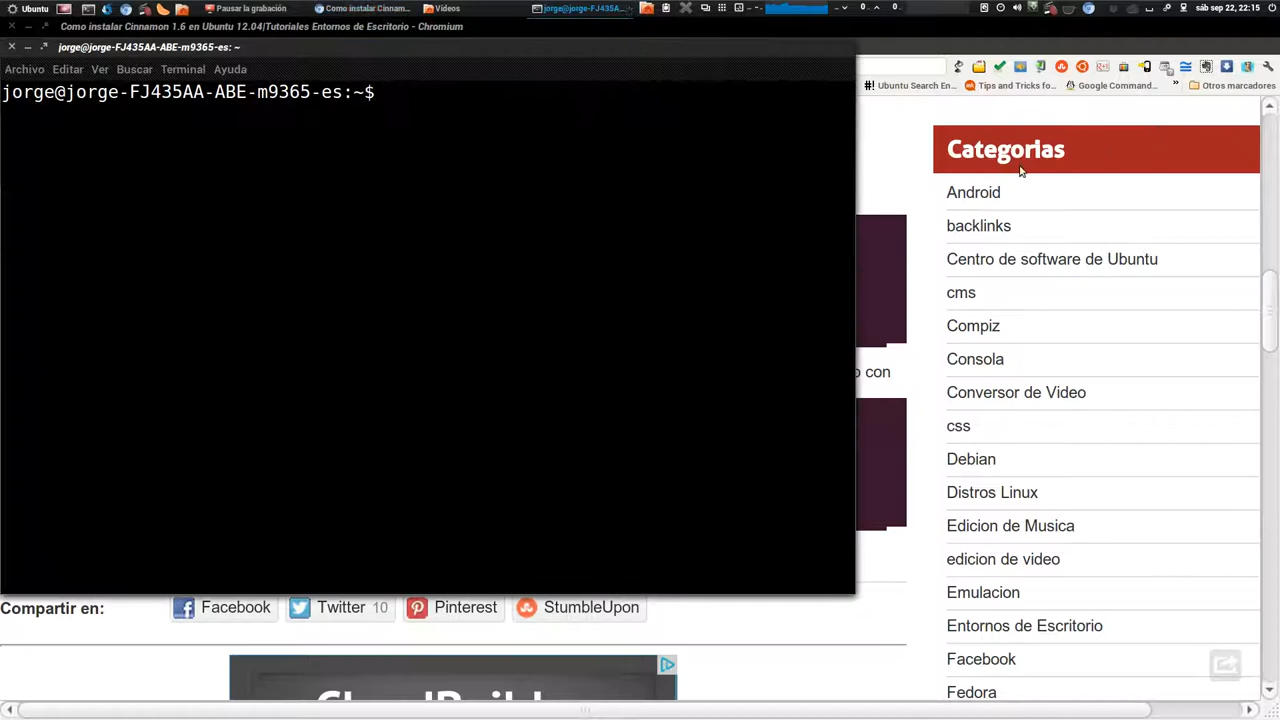 Ubuntu
Pausar la grabación
Como instalar Cinnam...
Vídeos
jorge@jorge-FJ435A...
0
0
sáb sep 22, 22:15
Como instalar Cinnamon 1.6 en Ubuntu 12.04|Tutoriales Entornos de Escritorio - Chromium
jorge@jorge-FJ435AA-ABE-m9365-es: ~
Archivo Editar Ver Buscar Terminal Ayuda
jorge@jorge-FJ435AA-ABE-m9365-es:~$
Ubuntu Search En...
Tips and Tricks fo...
Google Command...
»
Otros marcadores
Categorias
Android
backlinks
Centro de software de Ubuntu
cms
Compiz
o con
Consola
Conversor de Video
css
Debian
Distros Linux
Edicion de Musica
edicion de video
Emulacion
Compartir en:
Facebook
Twitter 10
Pinterest
StumbleUpon
Entornos de Escritorio
Facebook
Fedora